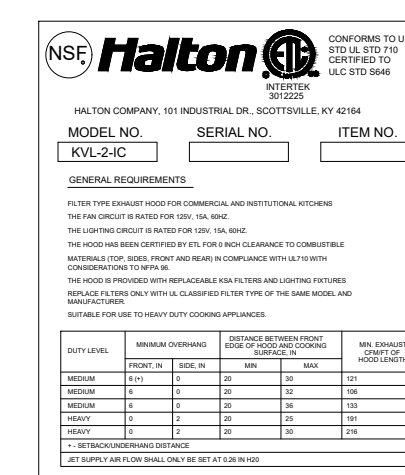 NSF
Halton
ETL
CONFORMS TO U
STD UL STD 710
CERTIFIED TO
ULC STD S646
INTERTEK
3012225
HALTON COMPANY, 101 INDUSTRIAL DR., SCOTTSVILLE, KY 42164
MODEL NO. SERIAL NO. ITEM NO.
KVL-2-IC
GENERAL REQUIREMENTS
FILTER TYPE EXHAUST HOOD FOR COMMERCIAL AND INSTITUTIONAL KITCHENS
THE FAN CIRCUIT IS RATED FOR 125V, 15A, 60HZ.
THE LIGHTING CIRCUIT IS RATED FOR 125V, 15A, 60HZ.
THE HOOD HAS BEEN CERTIFIED BY ETL FOR 0 INCH CLEARANCE TO COMBUSTIBLE
MATERIALS (TOP, SIDES, FRONT AND REAR) IN COMPLIANCE WITH UL710 WITH
CONSIDERATIONS TO NFPA 96.
THE HOOD IS PROVIDED WITH REPLACEABLE KSA FILTERS AND LIGHTING FIXTURES
REPLACE FILTERS ONLY WITH UL CLASSIFIED FILTER TYPE OF THE SAME MODEL AND
MANUFACTURER.
SUITABLE FOR USE TO HEAVY DUTY COOKING APPLIANCES.
DUTY LEVEL MINIMUM OVERHANG DISTANCE BETWEEN FRONT EDGE OF HOOD AND COOKING SURFACE, IN MIN. EXHAUST CFM/FT OF HOOD LENGTH
FRONT, IN SIDE, IN MIN MAX
MEDIUM 6 (+) 0 20 30 121
MEDIUM 6 0 20 32 106
MEDIUM 6 0 20 36 133
HEAVY 0 2 20 25 191
HEAVY 0 2 20 30 216
+ - SETBACK/UNDERHANG DISTANCE
JET SUPPLY AIR FLOW SHALL ONLY BE SET AT 0.26 IN H20